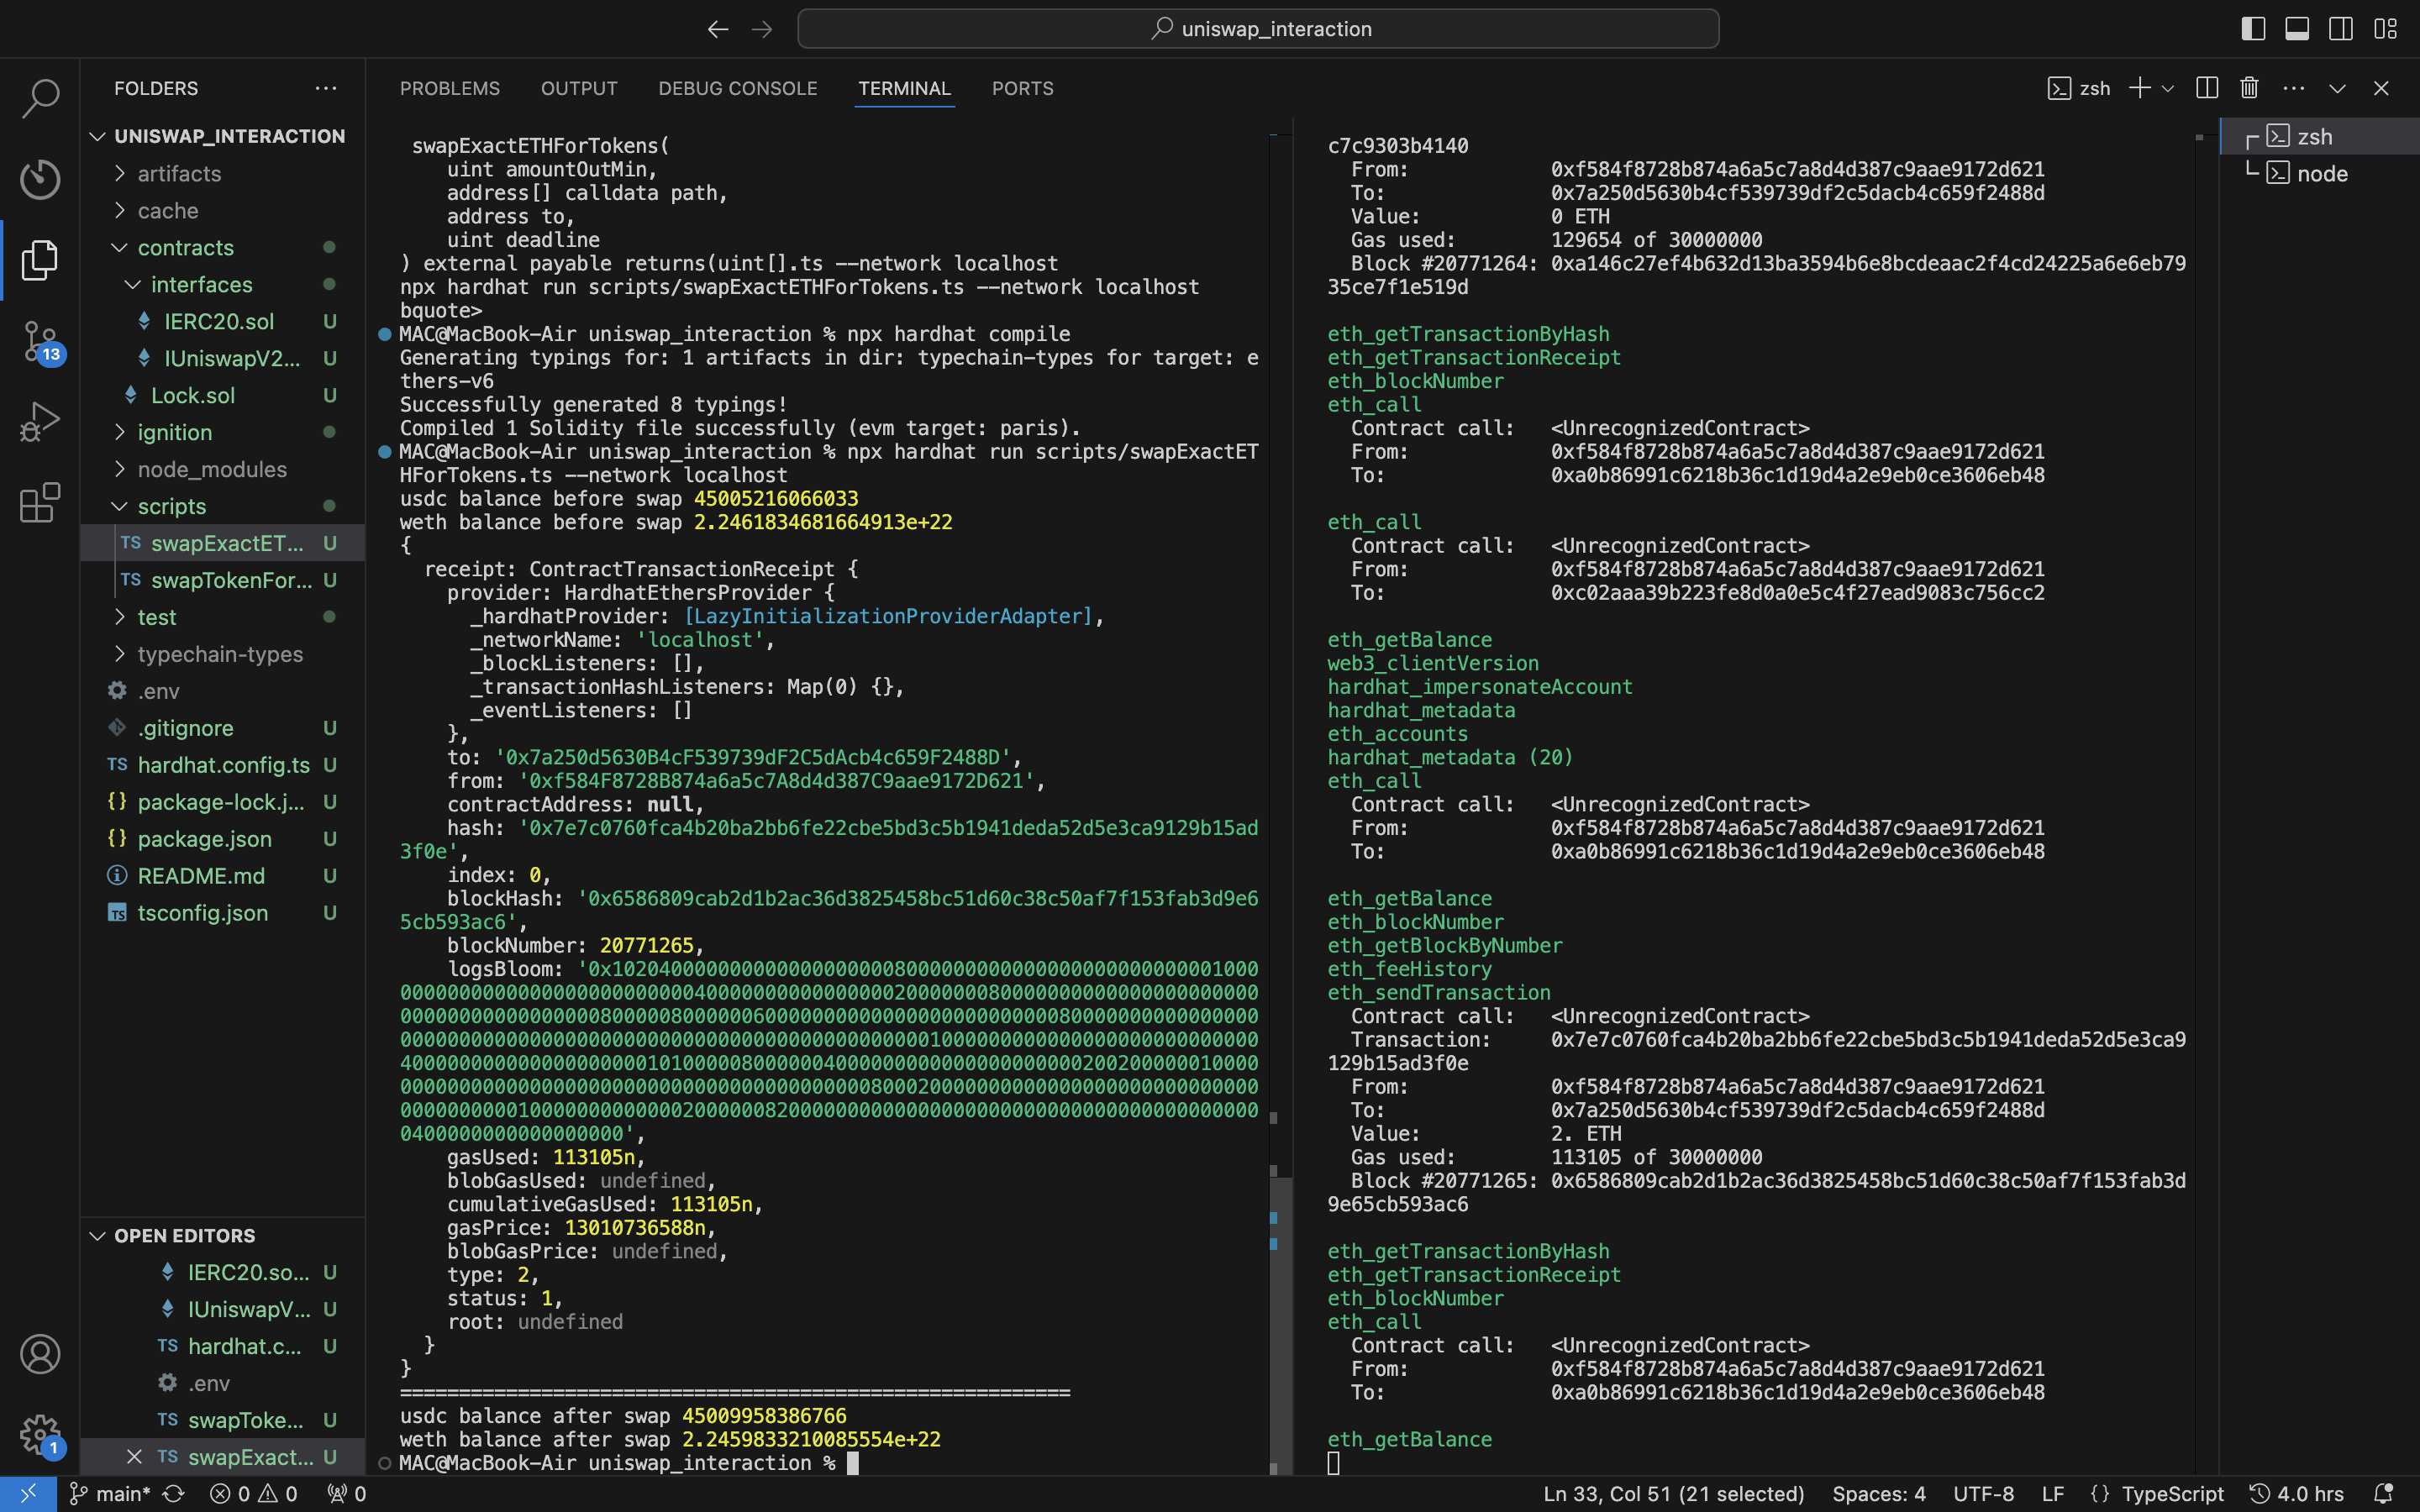 uniswap_interaction
FOLDERS
UNISWAP_INTERACTION
artifacts
cache
contracts
interfaces
IERC20.sol U
IUniswapV2... U
Lock.sol U
ignition
node_modules
scripts
TS swapExactET... U
TS swapTokenFor... U
test
typechain-types
.env
.gitignore U
TS hardhat.config.ts U
{} package-lock.j... U
{} package.json U
README.md U
TS tsconfig.json U
13
OPEN EDITORS
IERC20.so... U
IUniswapV... U
TS hardhat.c... U
.env
TS swapToke... U
TS swapExact... U
1
PROBLEMS OUTPUT DEBUG CONSOLE TERMINAL PORTS
zsh
swapExactETHForTokens(
uint amountOutMin,
address[] calldata path,
address to,
uint deadline
) external payable returns(uint[].ts --network localhost
npx hardhat run scripts/swapExactETHForTokens.ts --network localhost
bquote>
MAC@MacBook-Air uniswap_interaction % npx hardhat compile
Generating typings for: 1 artifacts in dir: typechain-types for target: e
thers-v6
Successfully generated 8 typings!
Compiled 1 Solidity file successfully (evm target: paris).
MAC@MacBook-Air uniswap_interaction % npx hardhat run scripts/swapExactET
HForTokens.ts --network localhost
usdc balance before swap 45005216066033
weth balance before swap 2.2461834681664913e+22
{
receipt: ContractTransactionReceipt {
provider: HardhatEthersProvider {
_hardhatProvider: [LazyInitializationProviderAdapter],
_networkName: 'localhost',
_blockListeners: [],
_transactionHashListeners: Map(0) {},
_eventListeners: []
},
to: '0x7a250d5630B4cF539739dF2C5dAcb4c659F2488D',
from: '0xf584F8728B874a6a5c7A8d4d387C9aae9172D621',
contractAddress: null,
hash: '0x7e7c0760fca4b20ba2bb6fe22cbe5bd3c5b1941deda52d5e3ca9129b15ad
3f0e',
index: 0,
blockHash: '0x6586809cab2d1b2ac36d3825458bc51d60c38c50af7f153fab3d9e6
5cb593ac6',
blockNumber: 20771265,
logsBloom:
0400000000000000000',
gasUsed: 113105n,
blobGasUsed: undefined,
cumulativeGasUsed: 113105n,
gasPrice: 13010736588n,
blobGasPrice: undefined,
type: 2,
status: 1,
root: undefined
}
}
=========================================================
usdc balance after swap 45009958386766
weth balance after swap 2.2459833210085554e+22
MAC@MacBook-Air uniswap_interaction %
c7c9303b4140
From: 0xf584f8728b874a6a5c7a8d4d387c9aae9172d621
To: 0x7a250d5630b4cf539739df2c5dacb4c659f2488d
Value: 0 ETH
Gas used: 129654 of 30000000
Block #20771264: 0xa146c27ef4b632d13ba3594b6e8bcdeaac2f4cd24225a6e6eb79
35ce7f1e519d
eth_getTransactionByHash
eth_getTransactionReceipt
eth_blockNumber
eth_call
Contract call: <UnrecognizedContract>
From: 0xf584f8728b874a6a5c7a8d4d387c9aae9172d621
To: 0xa0b86991c6218b36c1d19d4a2e9eb0ce3606eb48
eth_call
Contract call: <UnrecognizedContract>
From: 0xf584f8728b874a6a5c7a8d4d387c9aae9172d621
To: 0xc02aaa39b223fe8d0a0e5c4f27ead9083c756cc2
eth_getBalance
web3_clientVersion
hardhat_impersonateAccount
hardhat_metadata
eth_accounts
hardhat_metadata (20)
eth_call
Contract call: <UnrecognizedContract>
From: 0xf584f8728b874a6a5c7a8d4d387c9aae9172d621
To: 0xa0b86991c6218b36c1d19d4a2e9eb0ce3606eb48
eth_getBalance
eth_blockNumber
eth_getBlockByNumber
eth_feeHistory
eth_sendTransaction
Contract call: <UnrecognizedContract>
Transaction: 0x7e7c0760fca4b20ba2bb6fe22cbe5bd3c5b1941deda52d5e3ca9
129b15ad3f0e
From: 0xf584f8728b874a6a5c7a8d4d387c9aae9172d621
To: 0x7a250d5630b4cf539739df2c5dacb4c659f2488d
Value: 2. ETH
Gas used: 113105 of 30000000
Block #20771265: 0x6586809cab2d1b2ac36d3825458bc51d60c38c50af7f153fab3d
9e65cb593ac6
eth_getTransactionByHash
eth_getTransactionReceipt
eth_blockNumber
eth_call
Contract call: <UnrecognizedContract>
From: 0xf584f8728b874a6a5c7a8d4d387c9aae9172d621
To: 0xa0b86991c6218b36c1d19d4a2e9eb0ce3606eb48
eth_getBalance
zsh
node
main* 0 0 0
Ln 33, Col 51 (21 selected) Spaces: 4 UTF-8 LF {} TypeScript 4.0 hrs